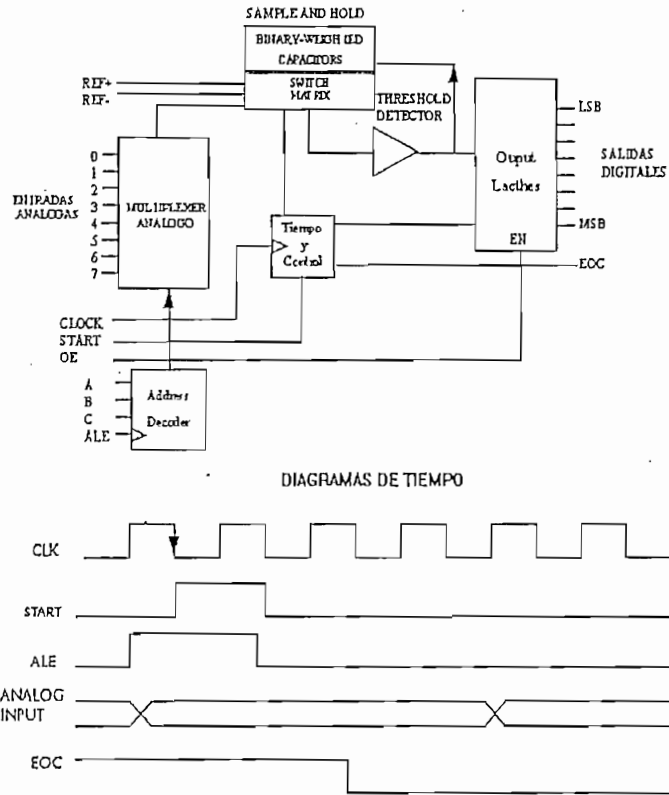 SAMPLE AND HOLD
BINARY-WEIGHTED
CAPACITORS
SWITCH
MATRIX
REF+
REF-
THRESHOLD
DETECTOR
LSB
Ouput
Lacthes
SALIDAS
DIGITALES
MSB
EN
EOC
0
1
2
3
4
5
6
7
ENTRADAS
ANALOGAS
MULTIPLEXER
ANALOGO
Tiempo
y
Control
CLOCK
START
OE
A
B
C
ALE
Address
Decoder
DIAGRAMAS DE TIEMPO
CLK
START
ALE
ANALOG
INPUT
EOC